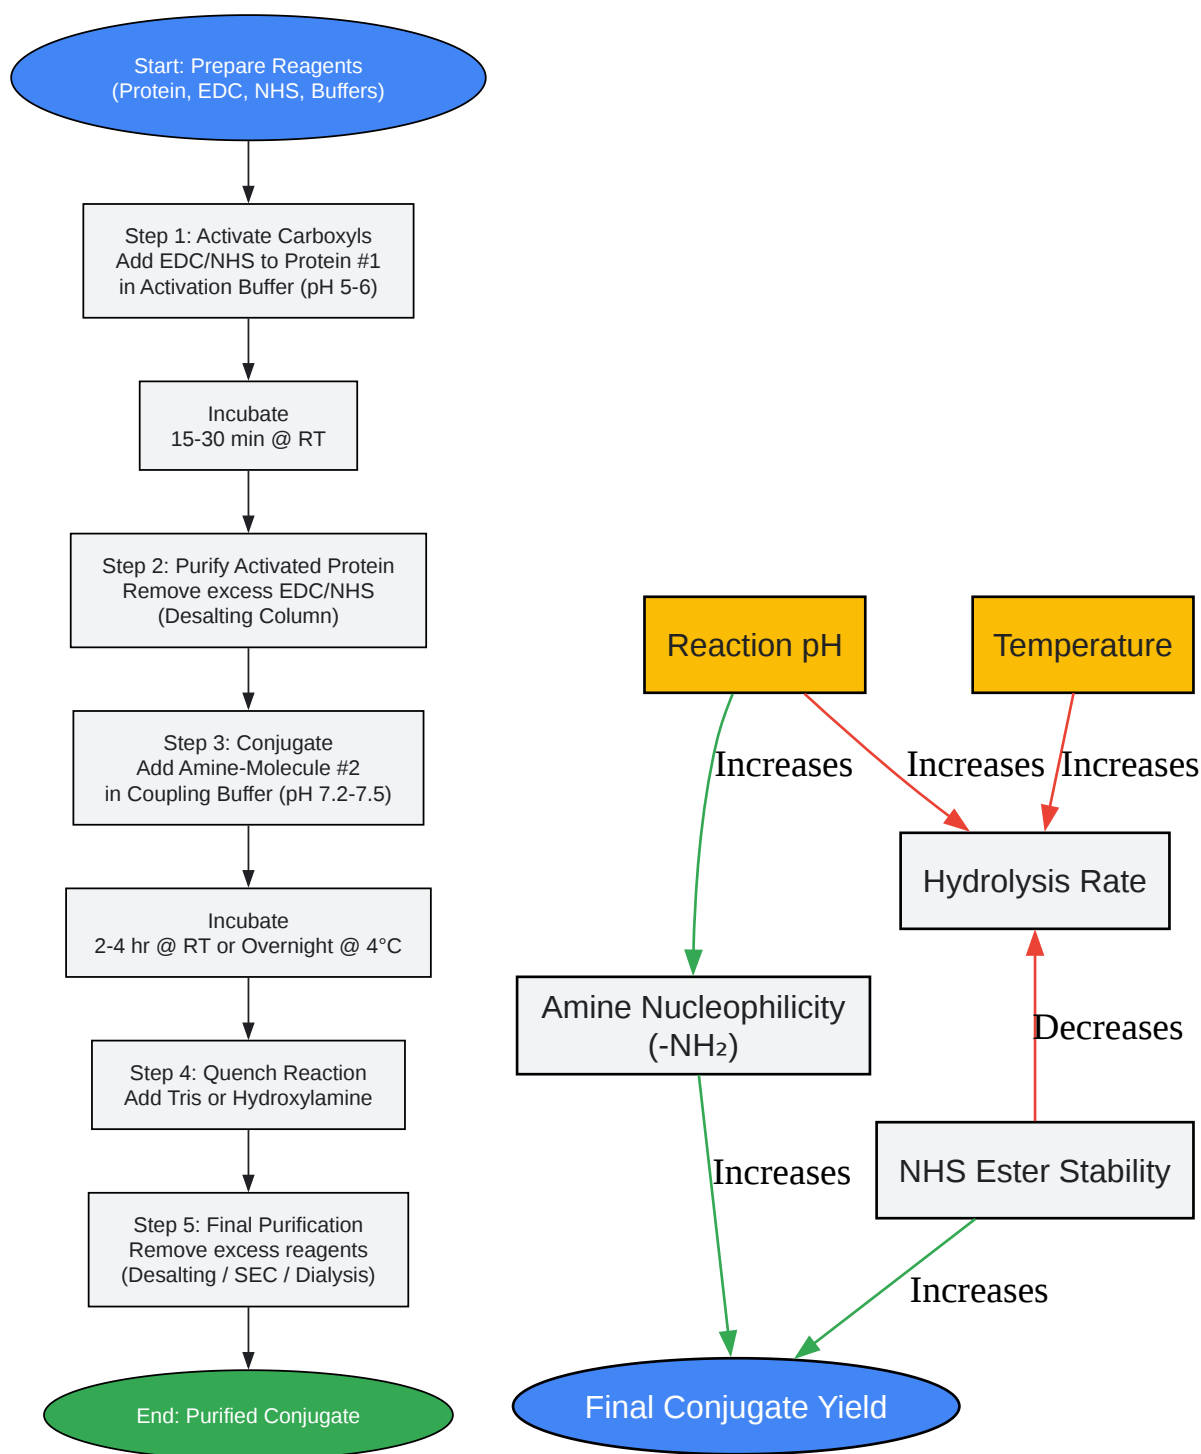 Start: Prepare Reagents
(Protein, EDC, NHS, Buffers)
Step 1: Activate Carboxyls
Add EDC/NHS to Protein #1
in Activation Buffer (pH 5-6)
Incubate
15-30 min @ RT
Step 2: Purify Activated Protein
Remove excess EDC/NHS
(Desalting Column)
Step 3: Conjugate
Add Amine-Molecule #2
in Coupling Buffer (pH 7.2-7.5)
Incubate
2-4 hr @ RT or Overnight @ 4°C
Step 4: Quench Reaction
Add Tris or Hydroxylamine
Step 5: Final Purification
Remove excess reagents
(Desalting / SEC / Dialysis)
End: Purified Conjugate
Reaction pH
Temperature
Increases
Increases
Increases
Hydrolysis Rate
Amine Nucleophilicity
(-NH₂)
Decreases
NHS Ester Stability
Increases
Increases
Final Conjugate Yield